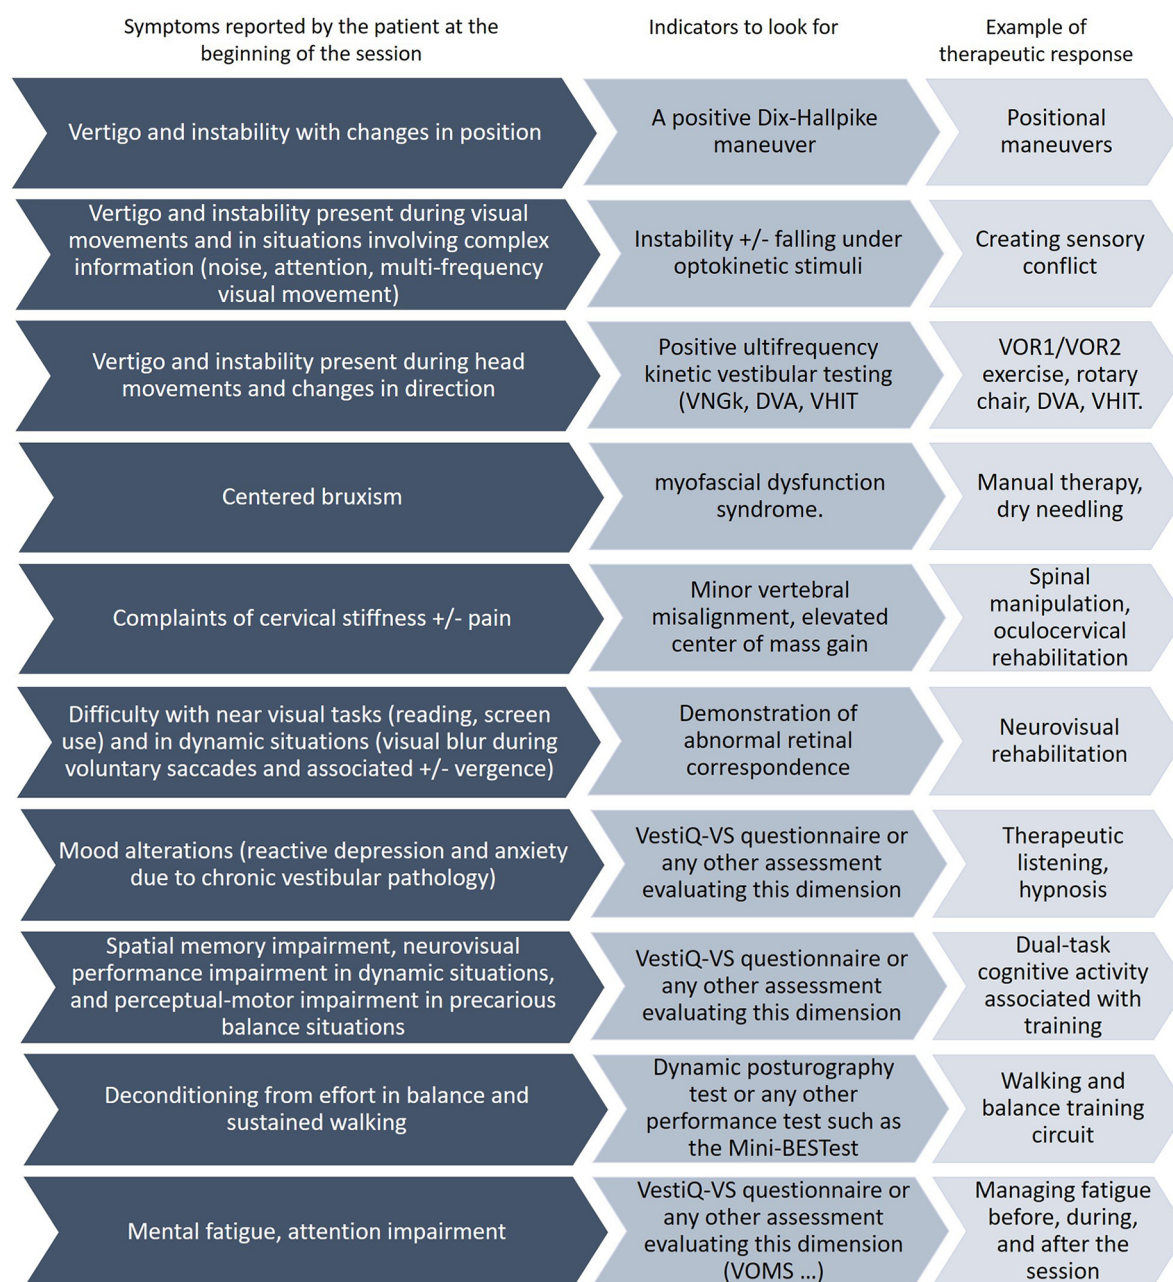 Symptoms reported by the patient at the
beginning of the session
Indicators to look for
Example of
therapeutic response
Vertigo and instability with changes in position
A positive Dix-Hallpike
maneuver
Positional
maneuvers
Vertigo and instability present during visual
movements and in situations involving complex
information (noise, attention, multi-frequency
visual movement)
Instability +/- falling under
optokinetic stimuli
Creating sensory
conflict
Vertigo and instability present during head
movements and changes in direction
Positive ultifrequency
kinetic vestibular testing
(VNGk, DVA, VHIT
VOR1/VOR2
exercise, rotary
chair, DVA, VHIT.
Centered bruxism
myofascial dysfunction
syndrome.
Manual therapy,
dry needling
Complaints of cervical stiffness +/- pain
Minor vertebral
misalignment, elevated
center of mass gain
Spinal
manipulation,
oculocervical
rehabilitation
Difficulty with near visual tasks (reading, screen
use) and in dynamic situations (visual blur during
voluntary saccades and associated +/- vergence)
Demonstration of
abnormal retinal
correspondence
Neurovisual
rehabilitation
Mood alterations (reactive depression and anxiety
due to chronic vestibular pathology)
VestiQ-VS questionnaire or
any other assessment
evaluating this dimension
Therapeutic
listening,
hypnosis
Spatial memory impairment, neurovisual
performance impairment in dynamic situations,
and perceptual-motor impairment in precarious
balance situations
VestiQ-VS questionnaire or
any other assessment
evaluating this dimension
Dual-task
cognitive activity
associated with
training
Deconditioning from effort in balance and
sustained walking
Dynamic posturography
test or any other
performance test such as
the Mini-BESTest
Walking and
balance training
circuit
Mental fatigue, attention impairment
VestiQ-VS questionnaire or
any other assessment
evaluating this dimension
(VOMS ...)
Managing fatigue
before, during,
and after the
session